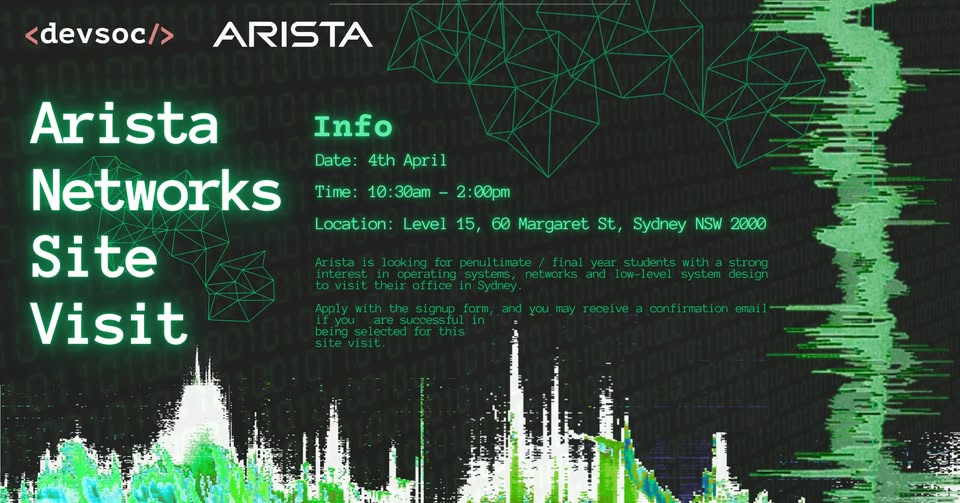 <devsoc/>
ARISTA
Arista
Networks
Site
Visit
Info
Date: 4th April
Time: 10:30am - 2:00pm
Location: Level 15, 60 Margaret St, Sydney NSW 2000
Arista is looking for penultimate / final year students with a strong
interest in operating systems, networks and low-level system design
to visit their office in Sydney.
Apply with the signup form, and you may receive a confirmation email
if you are successful in
being selected for this
site visit.